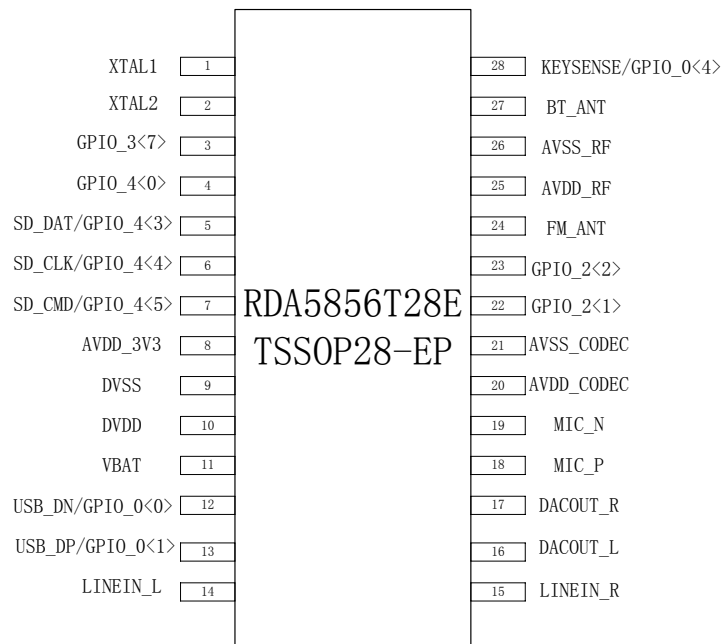 XTAL1 1
XTAL2 2
GPIO_3<7> 3
GPIO_4<0> 4
SD_DAT/GPIO_4<3> 5
SD_CLK/GPIO_4<4> 6
SD_CMD/GPIO_4<5> 7
AVDD_3V3 8
DVSS 9
DVDD 10
VBAT 11
USB_DN/GPIO_0<0> 12
USB_DP/GPIO_0<1> 13
LINEIN_L 14
RDA5856T28E
TSSOP28-EP
28 KEYSENSE/GPIO_0<4>
27 BT_ANT
26 AVSS_RF
25 AVDD_RF
24 FM_ANT
23 GPIO_2<2>
22 GPIO_2<1>
21 AVSS_CODEC
20 AVDD_CODEC
19 MIC_N
18 MIC_P
17 DACOUT_R
16 DACOUT_L
15 LINEIN_R